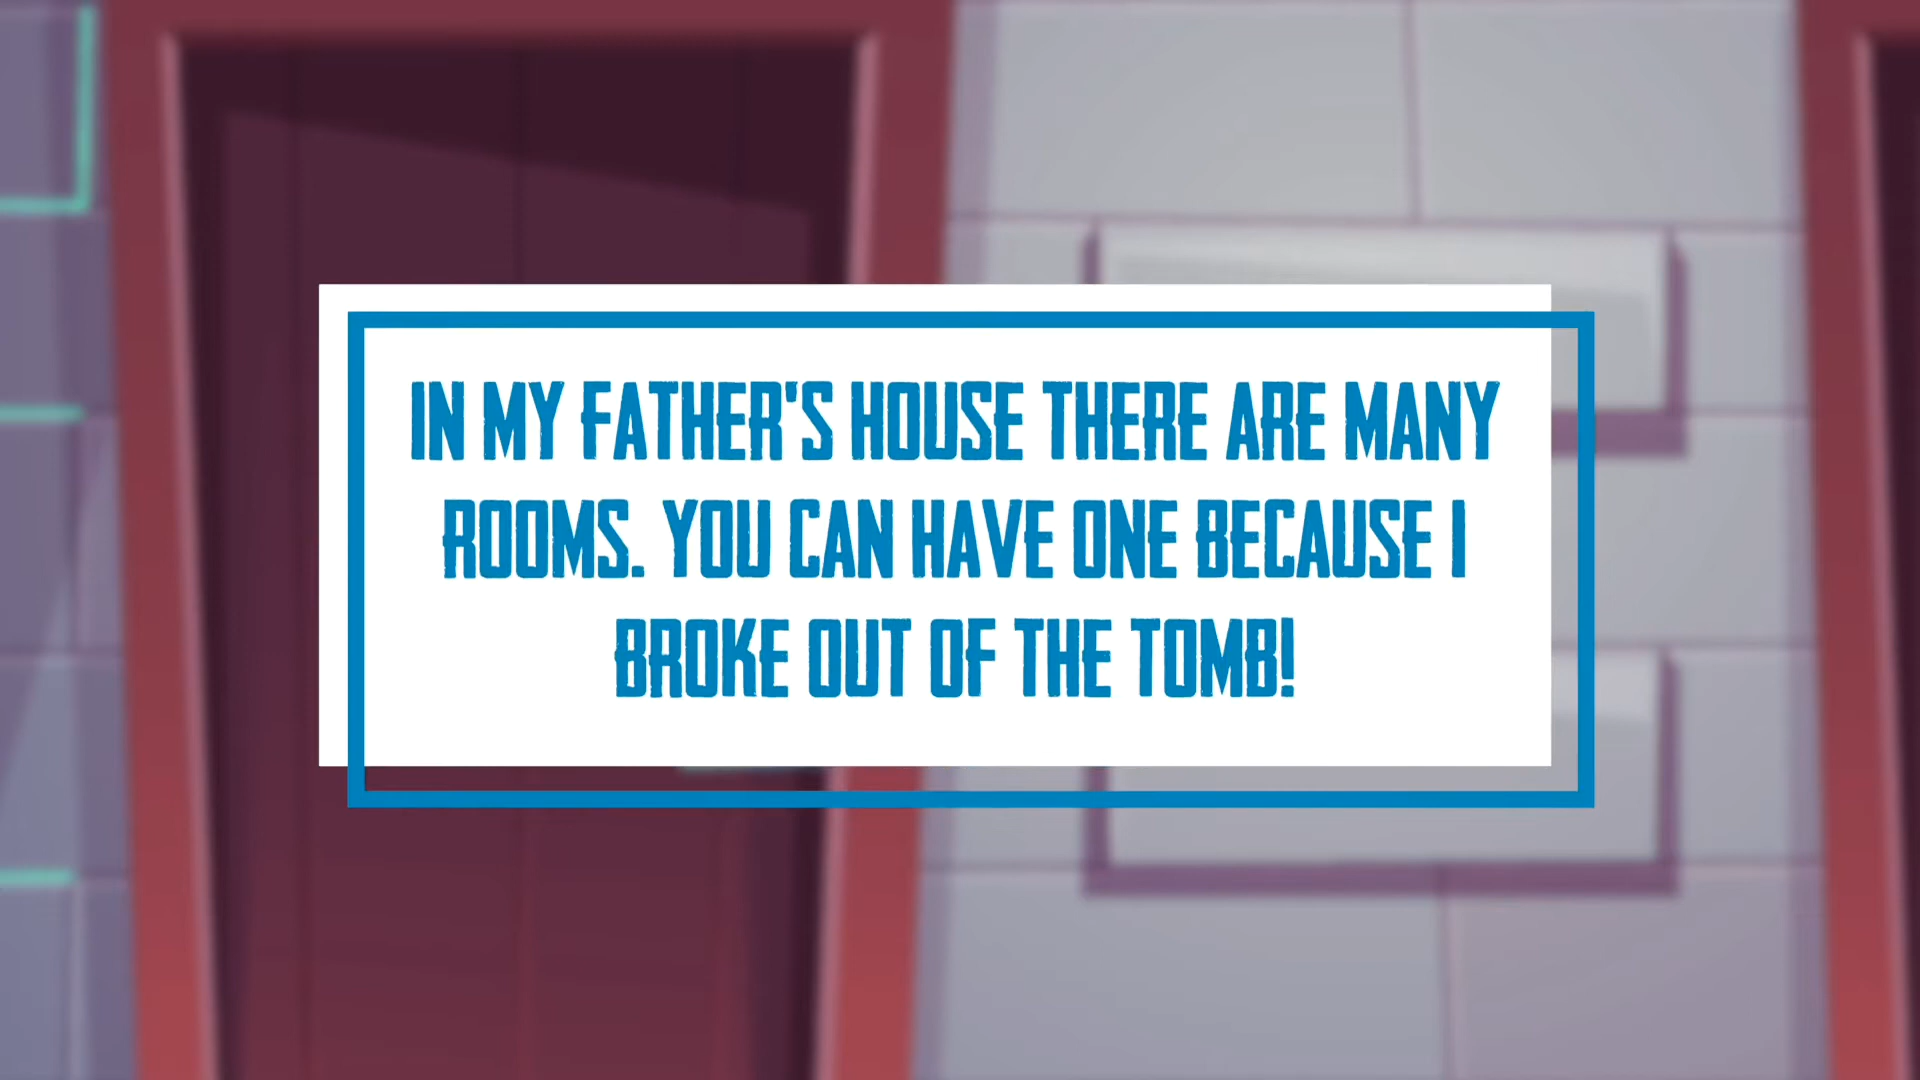 IN MY FATHER'S HOUSE THERE ARE MANY
ROOMS. YOU CAN HAVE ONE BECAUSE I
BROKE OUT OF THE TOMB!